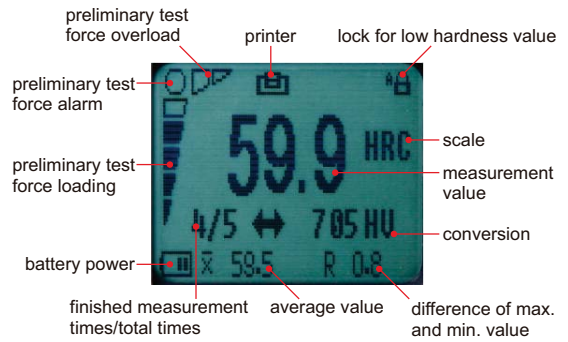 preliminary test
force overload
printer
lock for low hardness value
preliminary test
force alarm
A
59.9 HRC
scale
preliminary test
force loading
measurement
value
4/5 ↔ 705 HV
conversion
battery power
x̄ 59.5 R 0.8
finished measurement
times/total times
average value
difference of max.
and min. value